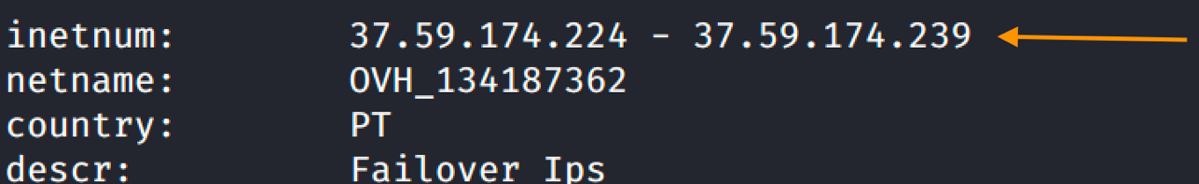 inetnum:        37.59.174.224 - 37.59.174.239
netname:        OVH_134187362
country:        PT
descr:          Failover Ips